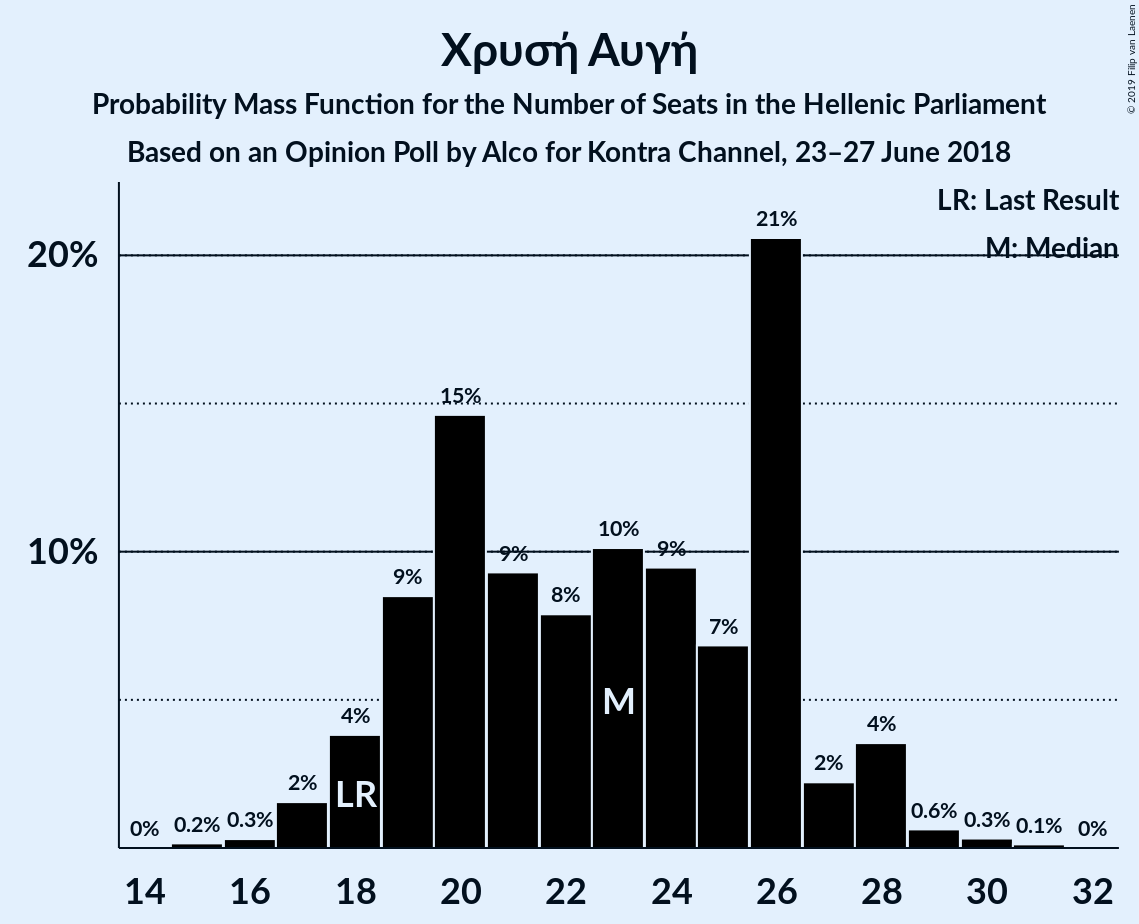 Χρυσή Αυγή
Probability Mass Function for the Number of Seats in the Hellenic Parliament
Based on an Opinion Poll by Alco for Kontra Channel, 23–27 June 2018
© 2019 Filip van Laenen
LR: Last Result
M: Median
20%
10%
0%
0.2%
0.3%
2%
4%
9%
15%
9%
8%
10%
9%
7%
21%
2%
4%
0.6%
0.3%
0.1%
0%
LR
M
14 16 18 20 22 24 26 28 30 32